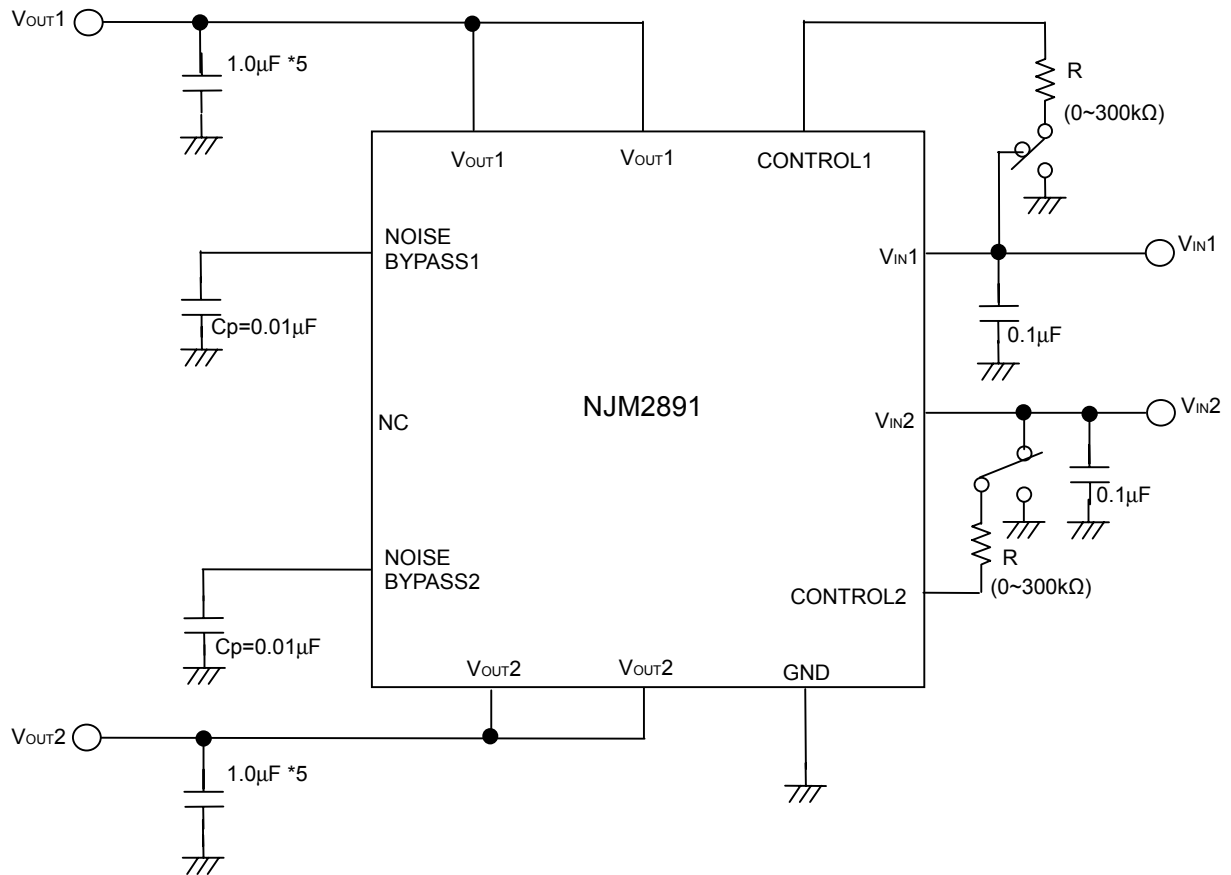 VOUT1
1.0μF *5
R
(0~300kΩ)
VOUT1
VOUT1
CONTROL1
NOISE
BYPASS1
VIN1
VIN1
Cp=0.01μF
0.1μF
NJM2891
NC
VIN2
VIN2
0.1μF
NOISE
BYPASS2
R
(0~300kΩ)
CONTROL2
Cp=0.01μF
VOUT2
VOUT2
GND
VOUT2
1.0μF *5